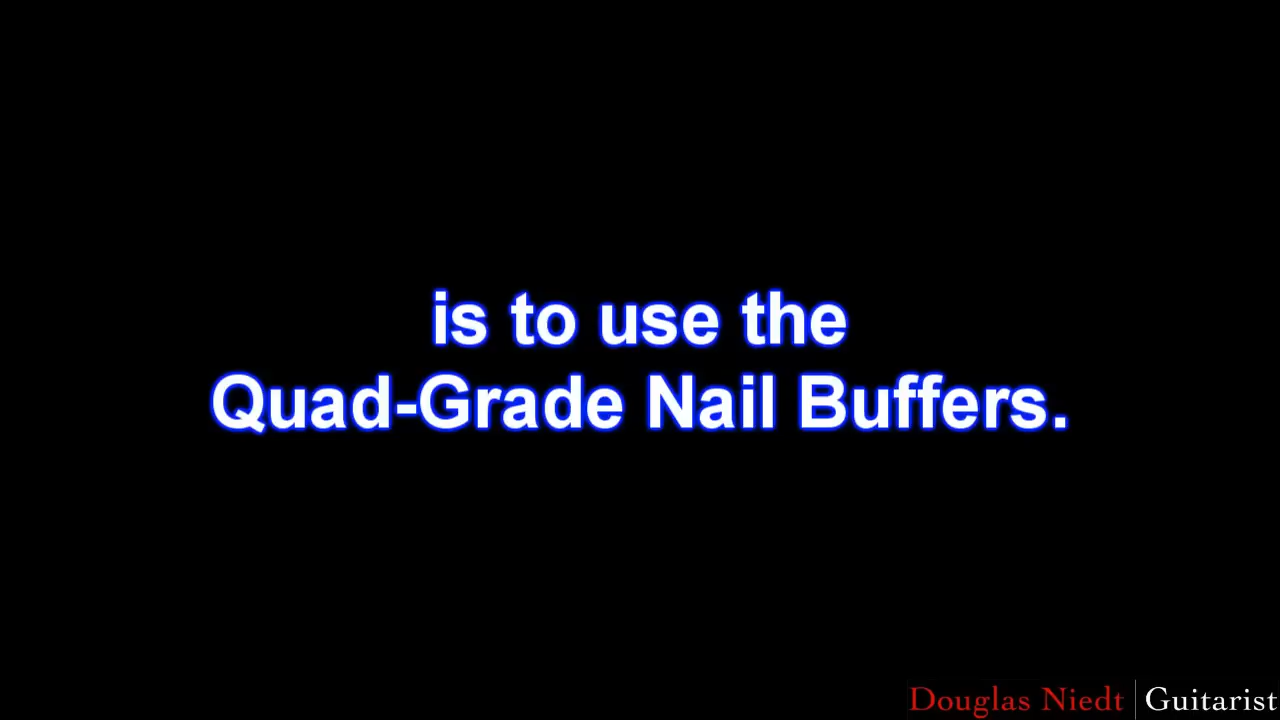 is to use the
Quad-Grade Nail Buffers.
Douglas Niedt | Guitarist